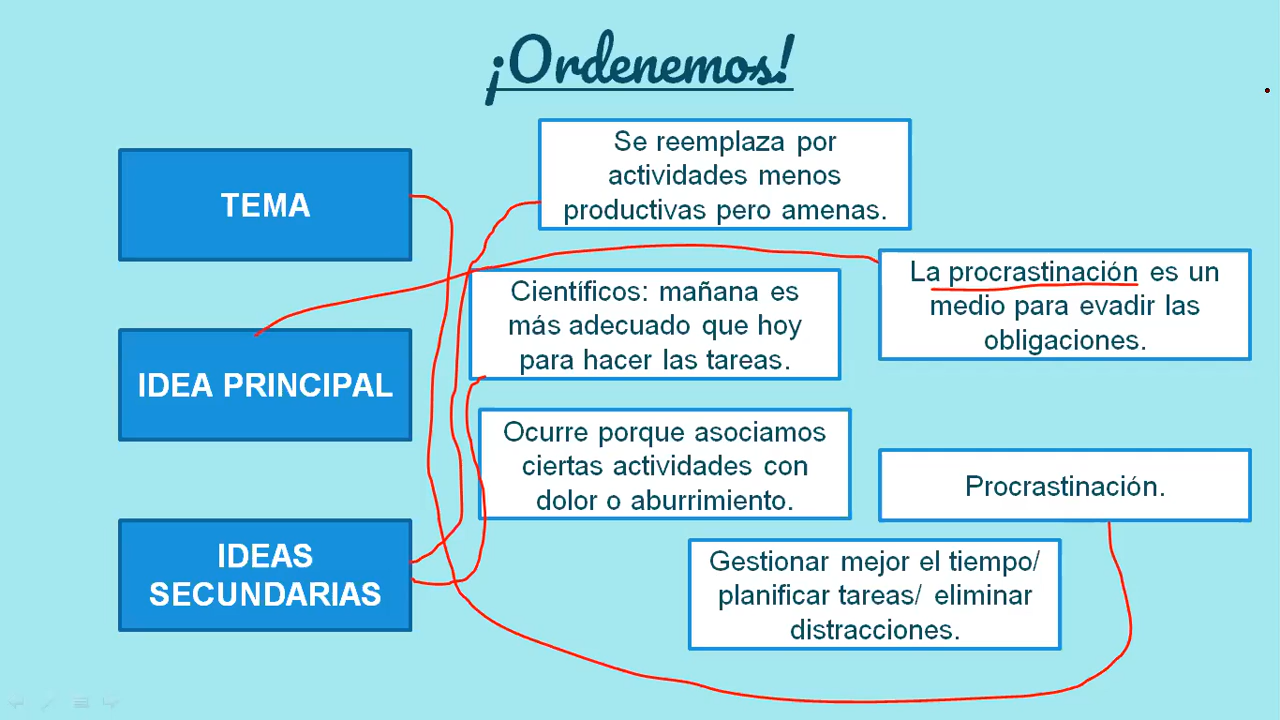 ¡Ordenemos!
TEMA
IDEA PRINCIPAL
IDEAS
SECUNDARIAS
Se reemplaza por
actividades menos
productivas pero amenas.
Científicos: mañana es
más adecuado que hoy
para hacer las tareas.
Ocurre porque asociamos
ciertas actividades con
dolor o aburrimiento.
La procrastinación es un
medio para evadir las
obligaciones.
Procrastinación.
Gestionar mejor el tiempo/
planificar tareas/ eliminar
distracciones.